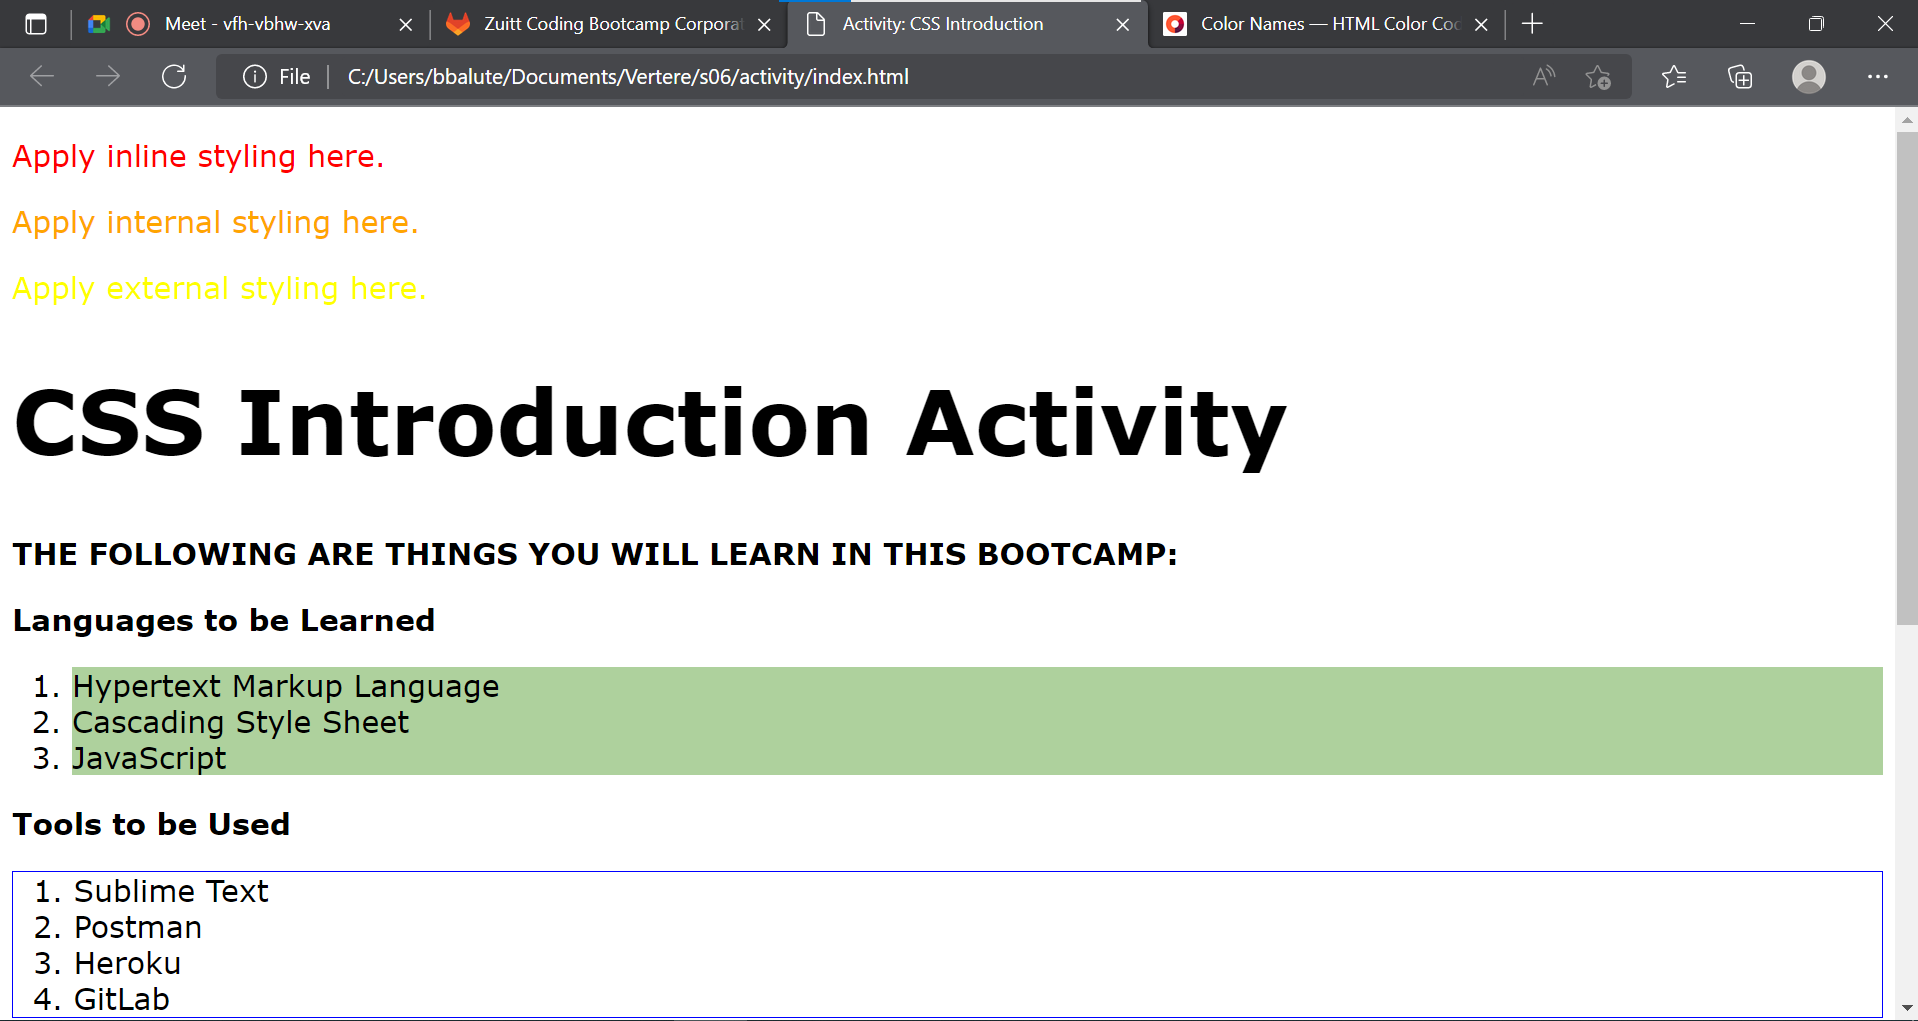 Meet - vfh-vbhw-xva
Zuitt Coding Bootcamp Corporat
Activity: CSS Introduction
Color Names — HTML Color Coc
File
C:/Users/bbalute/Documents/Vertere/s06/activity/index.html
Apply inline styling here.
Apply internal styling here.
Apply external styling here.
CSS Introduction Activity
THE FOLLOWING ARE THINGS YOU WILL LEARN IN THIS BOOTCAMP:
Languages to be Learned
1. Hypertext Markup Language
2. Cascading Style Sheet
3. JavaScript
Tools to be Used
1. Sublime Text
2. Postman
3. Heroku
4. GitLab